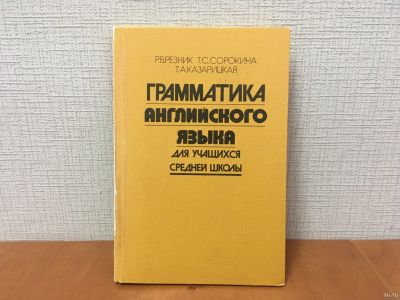 Р.В.РЕЗНИК Т.С.СОРОКИНА
Т.А.КАЗАРИЦКАЯ
ГРАММАТИКА
АНГЛИЙСКОГО
ЯЗЫКА
ДЛЯ УЧАЩИХСЯ
СРЕДНЕЙ ШКОЛЫ